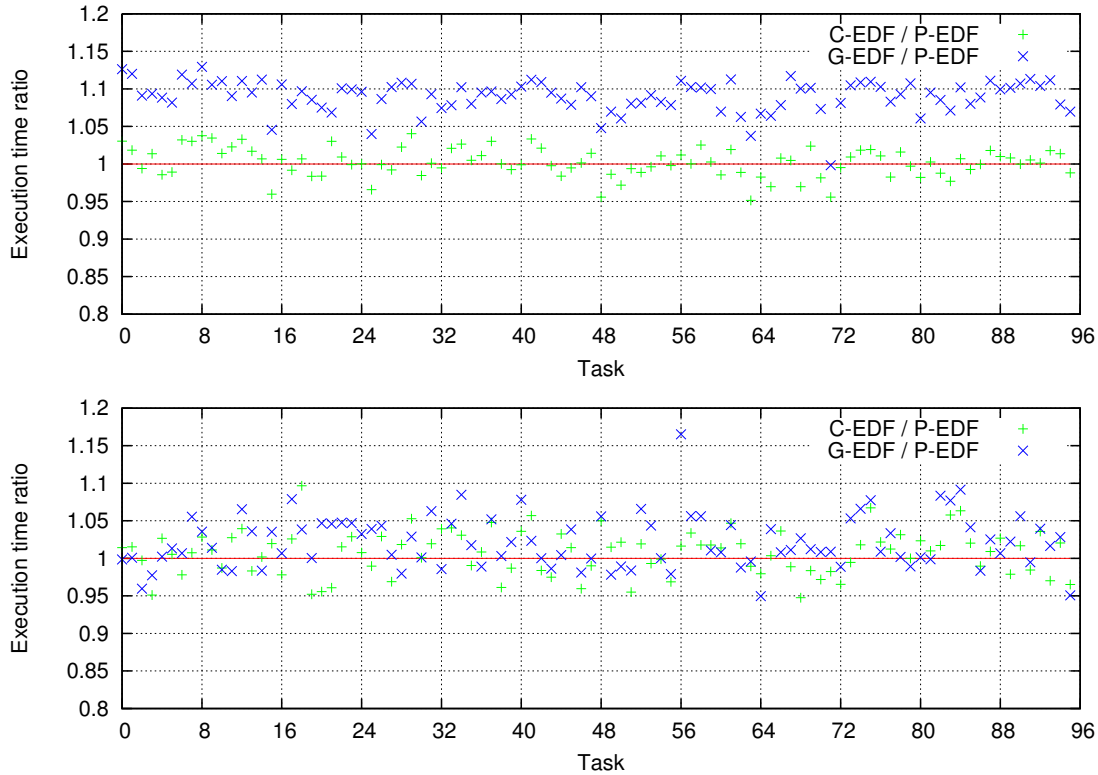 1.2
1.15
1.1
1.05
1
0.95
0.9
0.85
0.8
Execution time ratio
C-EDF / P-EDF
G-EDF / P-EDF
0 8 16 24 32 40 48 56 64 72 80 88 96
Task
1.2
1.15
1.1
1.05
1
0.95
0.9
0.85
0.8
Execution time ratio
C-EDF / P-EDF
G-EDF / P-EDF
0 8 16 24 32 40 48 56 64 72 80 88 96
Task